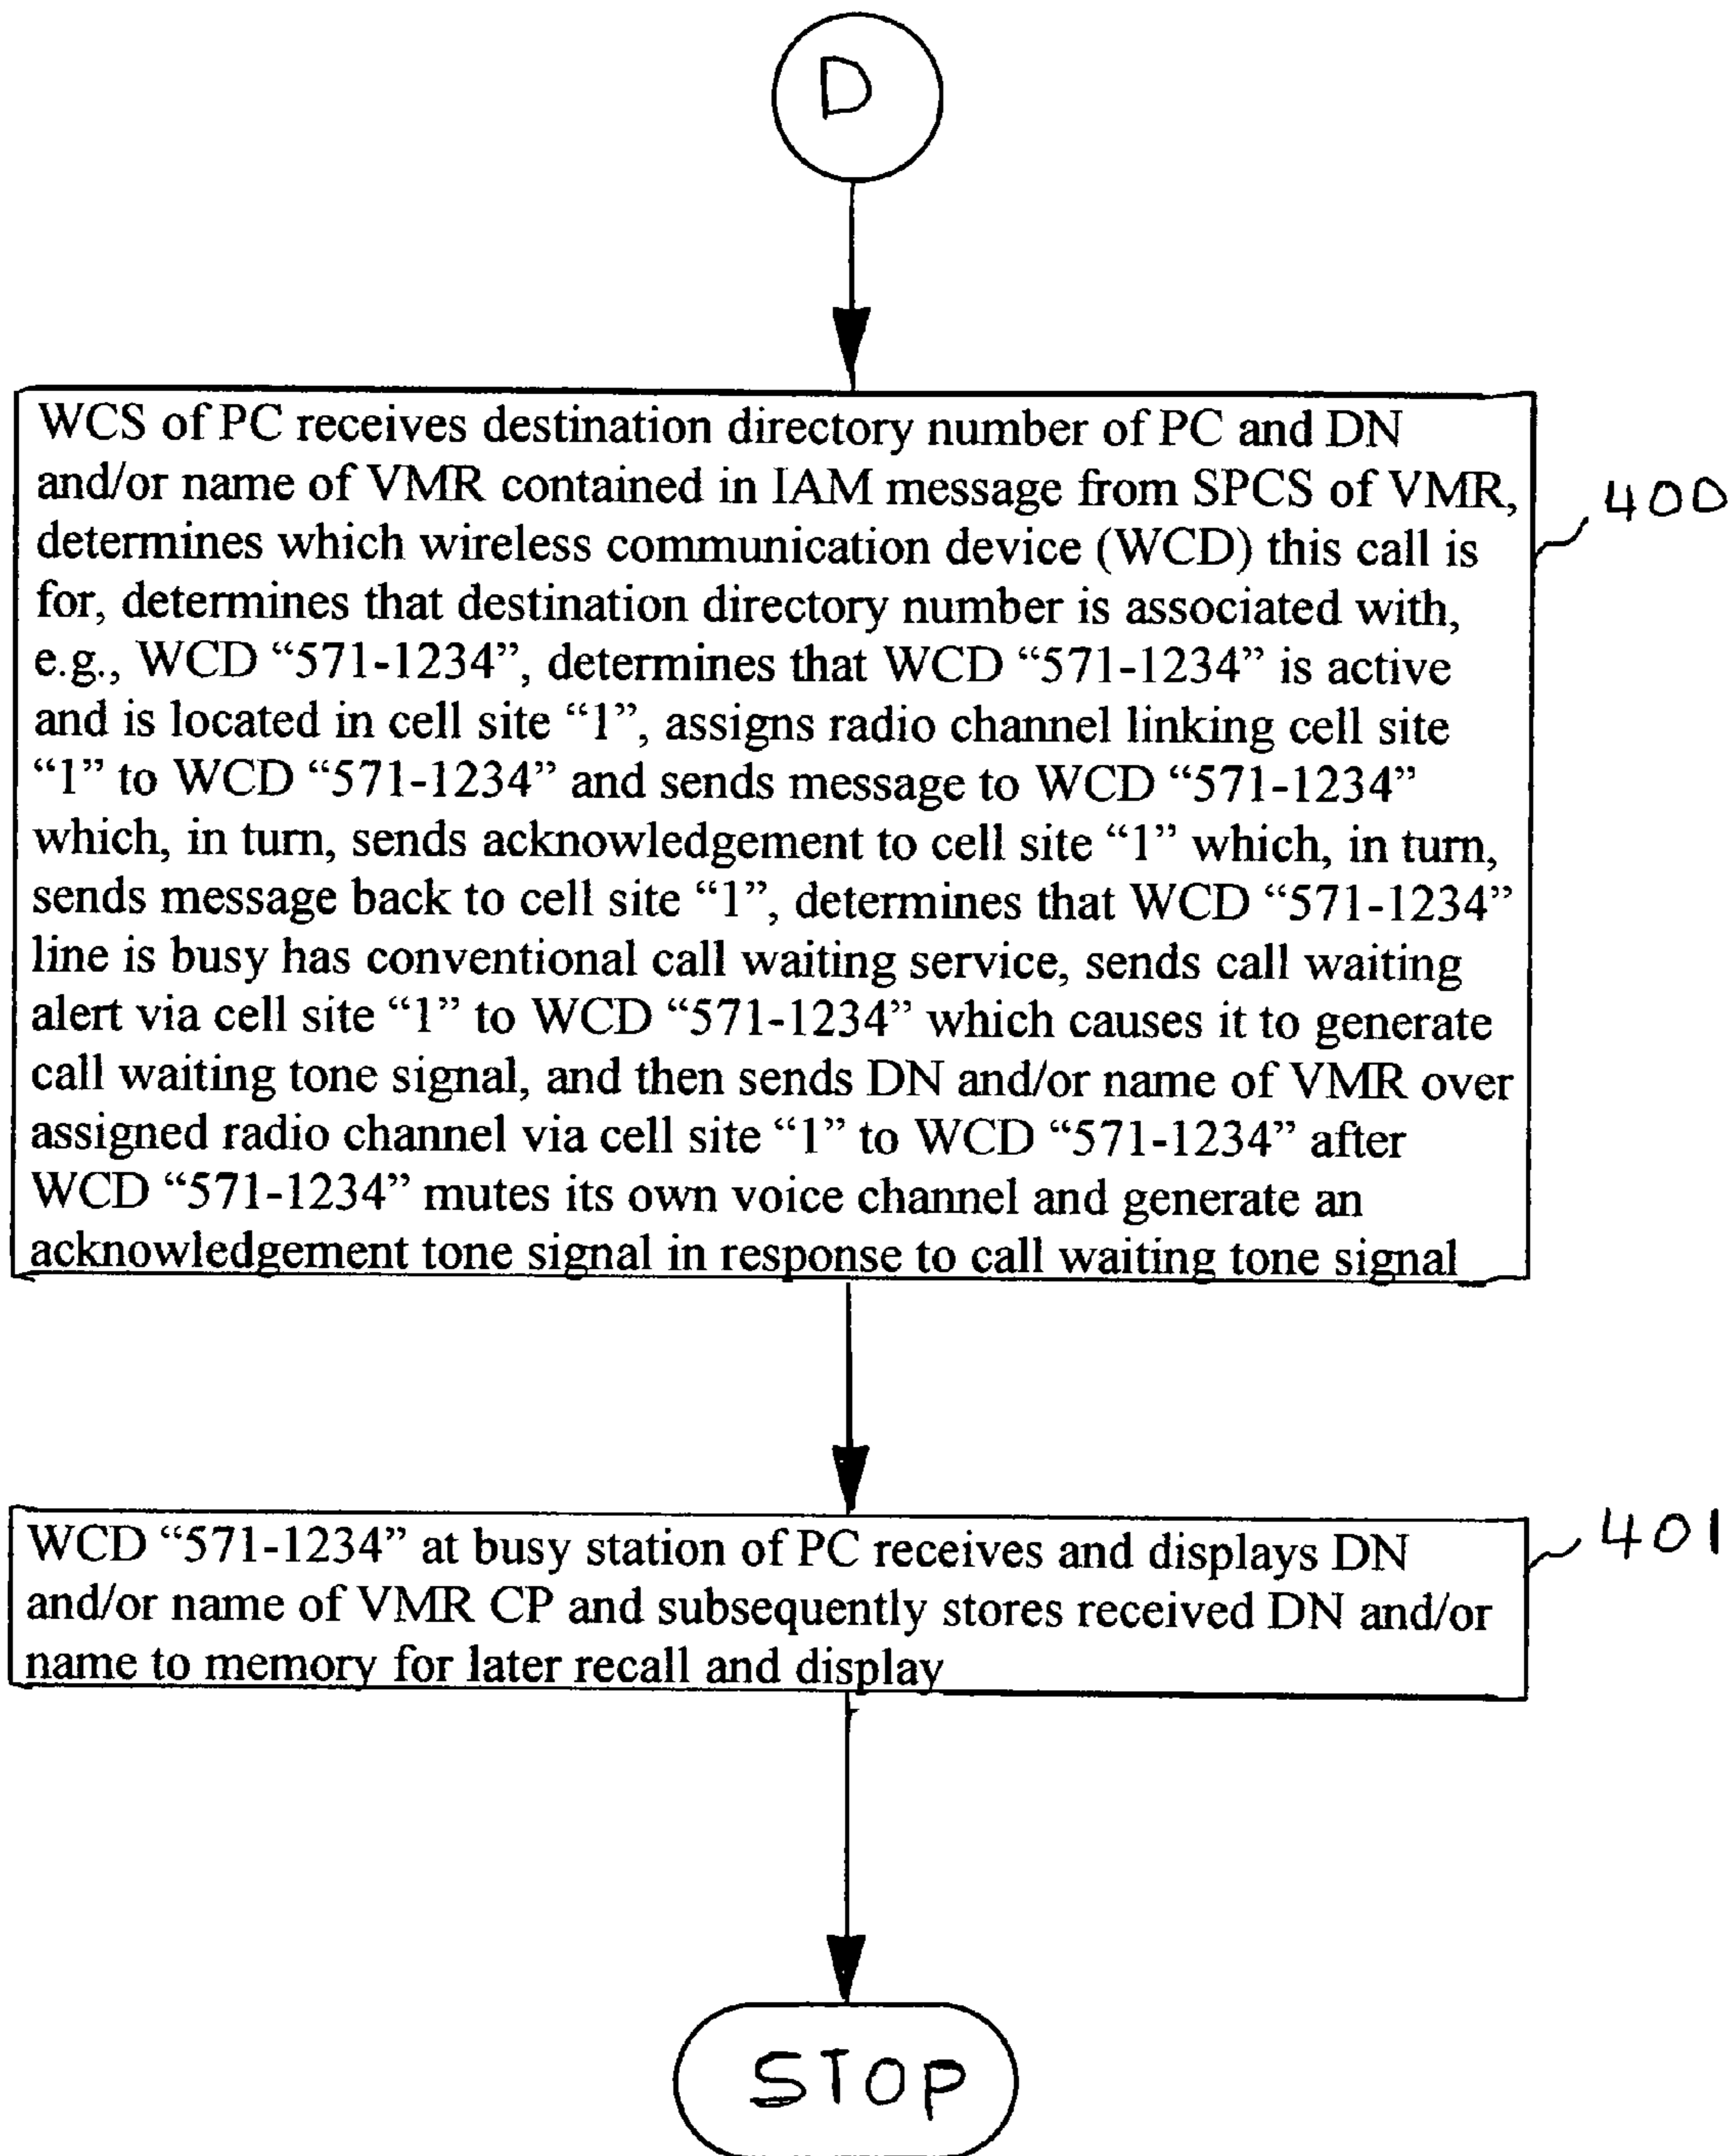 D
WCS of PC receives destination directory number of PC and DN
and/or name of VMR contained in IAM message from SPCS of VMR,
determines which wireless communication device (WCD) this call is
for, determines that destination directory number is associated with,
e.g., WCD “571-1234”, determines that WCD “571-1234” is active
and is located in cell site “1”, assigns radio channel linking cell site
“1” to WCD “571-1234” and sends message to WCD “571-1234”
which, in turn, sends acknowledgement to cell site “1” which, in turn,
sends message back to cell site “1”, determines that WCD “571-1234”
line is busy has conventional call waiting service, sends call waiting
alert via cell site “1” to WCD “571-1234” which causes it to generate
call waiting tone signal, and then sends DN and/or name of VMR over
assigned radio channel via cell site “1” to WCD “571-1234” after
WCD “571-1234” mutes its own voice channel and generate an
acknowledgement tone signal in response to call waiting tone signal
400
WCD “571-1234” at busy station of PC receives and displays DN
and/or name of VMR CP and subsequently stores received DN and/or
name to memory for later recall and display
401
STOP